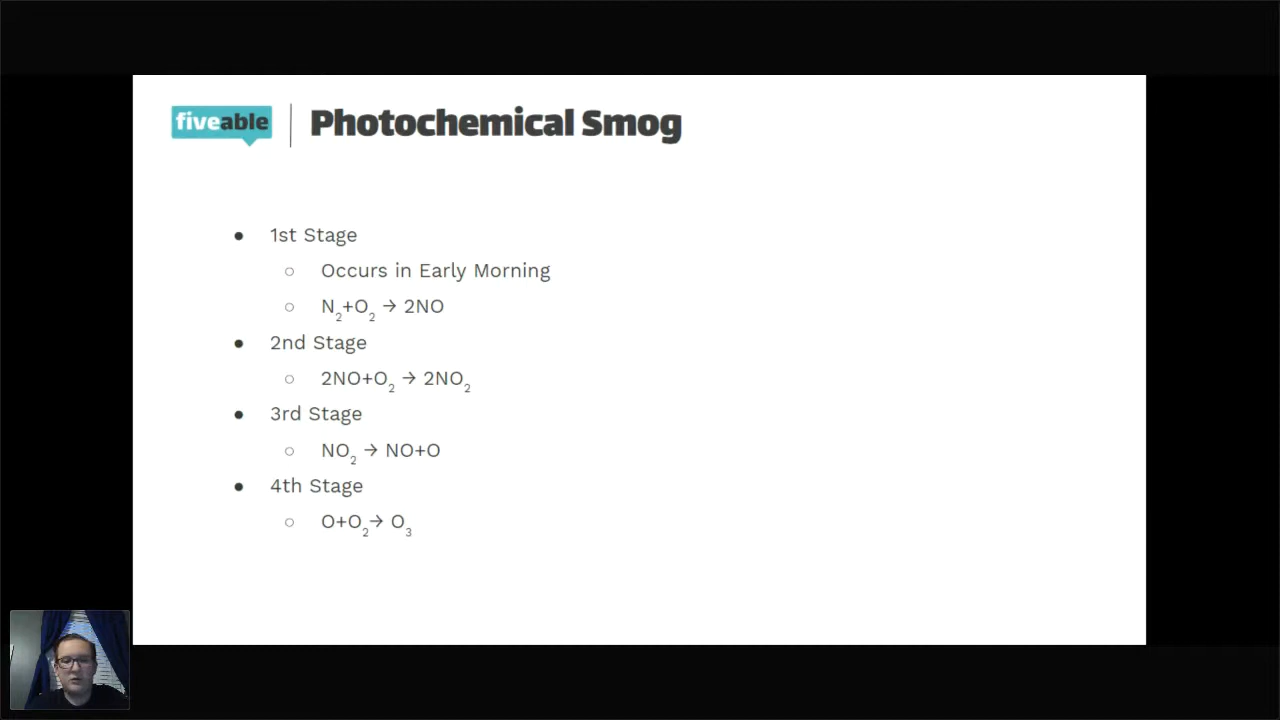 fiveable
Photochemical Smog
● 1st Stage
○ Occurs in Early Morning
○ N₂+O₂ → 2NO
● 2nd Stage
○ 2NO+O₂ → 2NO₂
● 3rd Stage
○ NO₂ → NO+O
● 4th Stage
○ O+O₂→ O₃